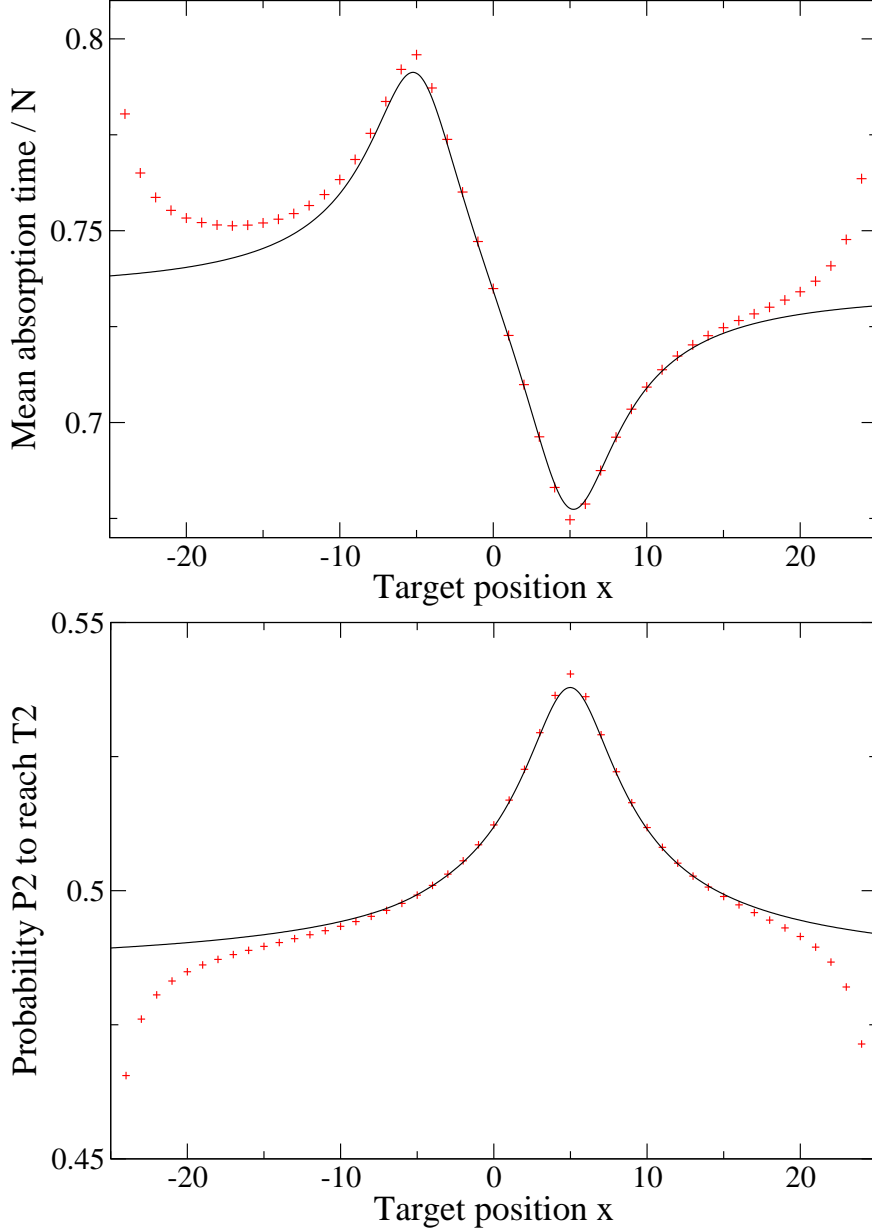 0.8
0.75
0.7
Mean absorption time / N
-20 -10 0 10 20
Target position x
0.55
0.5
0.45
Probability P2 to reach T2
-20 -10 0 10 20
Target position x